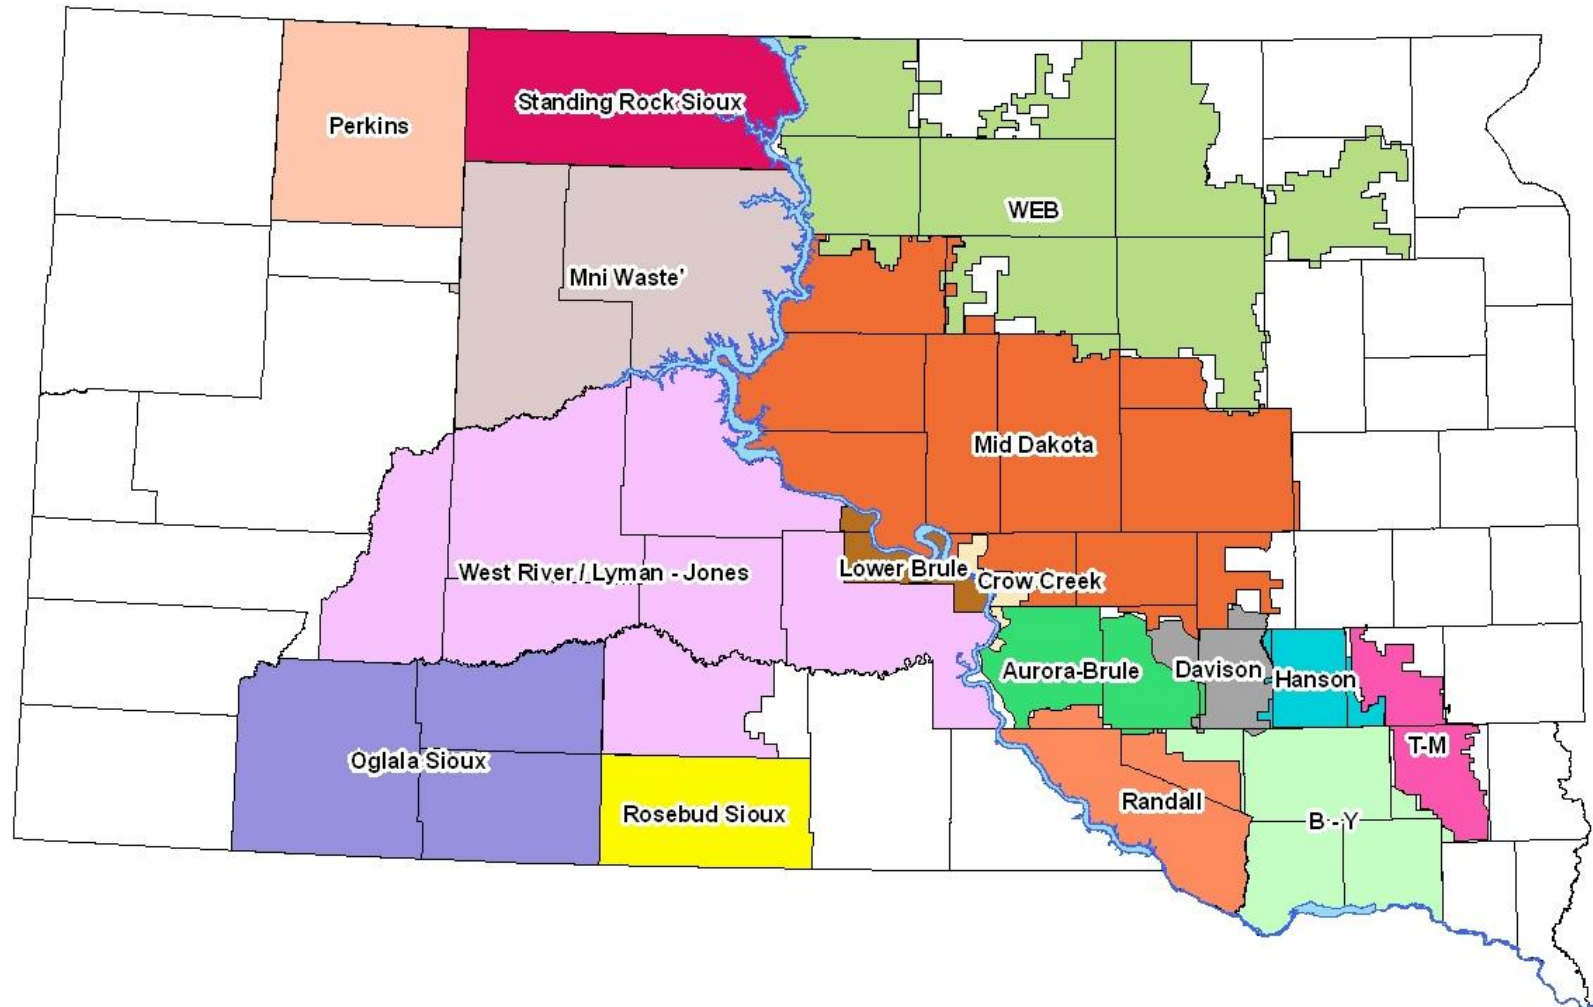 Perkins
Standing Rock Sioux
WEB
Mni Waste'
Mid Dakota
West River / Lyman - Jones
Lower Brule
Crow Creek
Aurora-Brule
Davison
Hanson
T-M
Oglala Sioux
Rosebud Sioux
Randall
B - Y